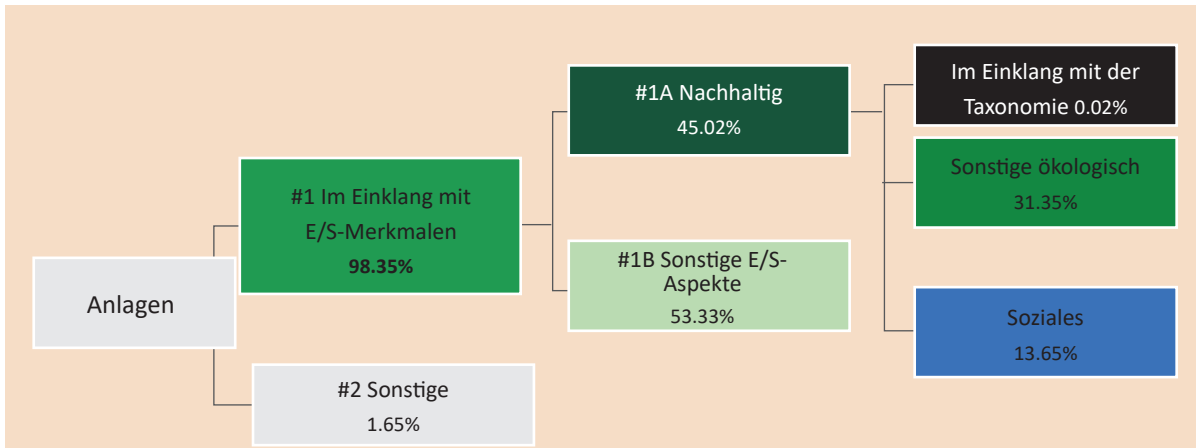 Anlagen
#1 Im Einklang mit
E/S-Merkmalen
98.35%
#2 Sonstige
1.65%
#1A Nachhaltig
45.02%
#1B Sonstige E/S-
Aspekte
53.33%
Im Einklang mit der
Taxonomie 0.02%
Sonstige ökologisch
31.35%
Soziales
13.65%